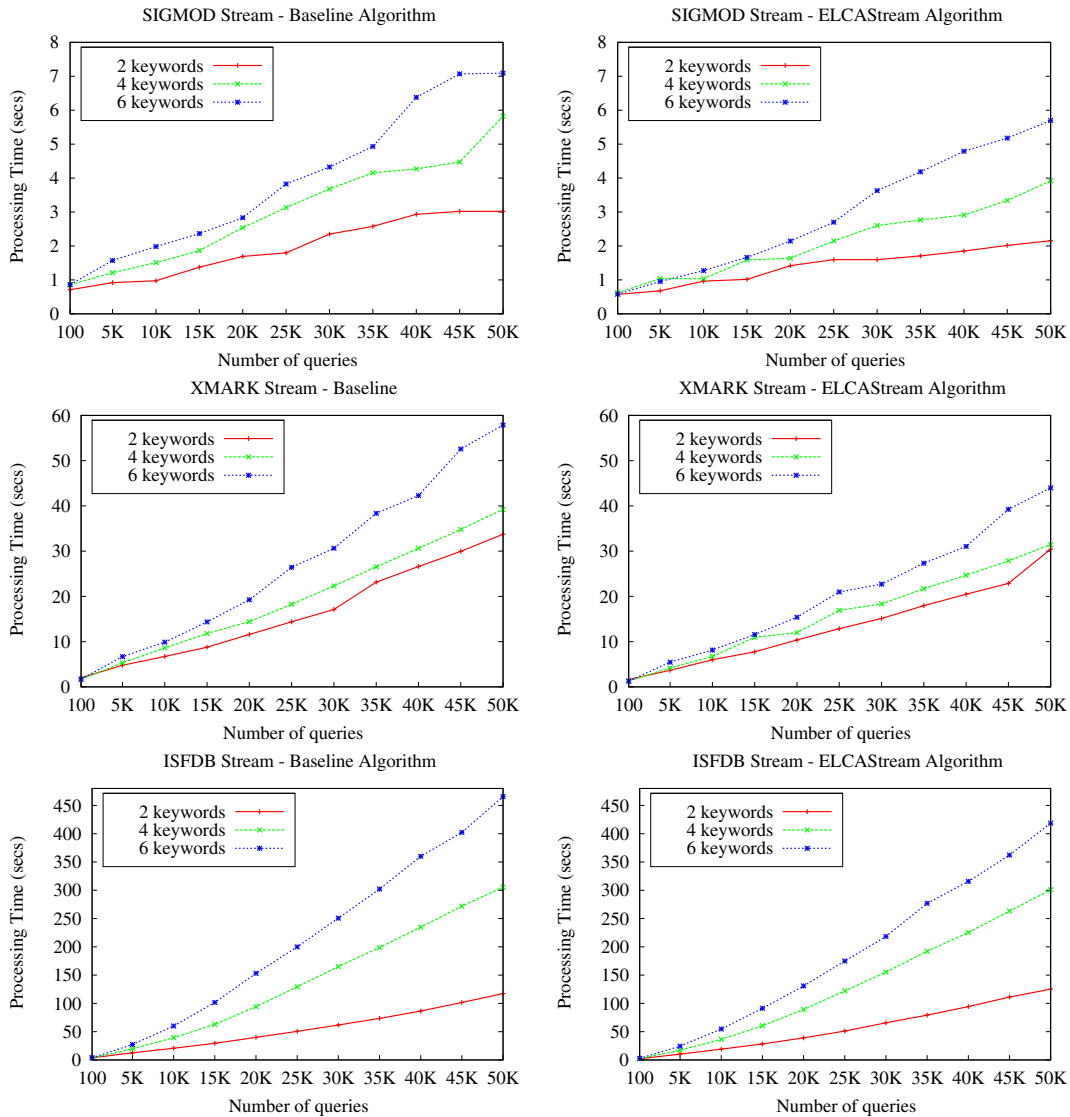 SIGMOD Stream - Baseline Algorithm
Processing Time (secs)
8
7
6
5
4
3
2
1
0
2 keywords
4 keywords
6 keywords
100 5K 10K 15K 20K 25K 30K 35K 40K 45K 50K
Number of queries
SIGMOD Stream - ELCAStream Algorithm
Processing Time (secs)
8
7
6
5
4
3
2
1
0
2 keywords
4 keywords
6 keywords
100 5K 10K 15K 20K 25K 30K 35K 40K 45K 50K
Number of queries
XMARK Stream - Baseline
Processing Time (secs)
60
50
40
30
20
10
0
2 keywords
4 keywords
6 keywords
100 5K 10K 15K 20K 25K 30K 35K 40K 45K 50K
Number of queries
XMARK Stream - ELCAStream Algorithm
Processing Time (secs)
60
50
40
30
20
10
0
2 keywords
4 keywords
6 keywords
100 5K 10K 15K 20K 25K 30K 35K 40K 45K 50K
Number of queries
ISFDB Stream - Baseline Algorithm
Processing Time (secs)
450
400
350
300
250
200
150
100
50
0
2 keywords
4 keywords
6 keywords
100 5K 10K 15K 20K 25K 30K 35K 40K 45K 50K
Number of queries
ISFDB Stream - ELCAStream Algorithm
Processing Time (secs)
450
400
350
300
250
200
150
100
50
0
2 keywords
4 keywords
6 keywords
100 5K 10K 15K 20K 25K 30K 35K 40K 45K 50K
Number of queries